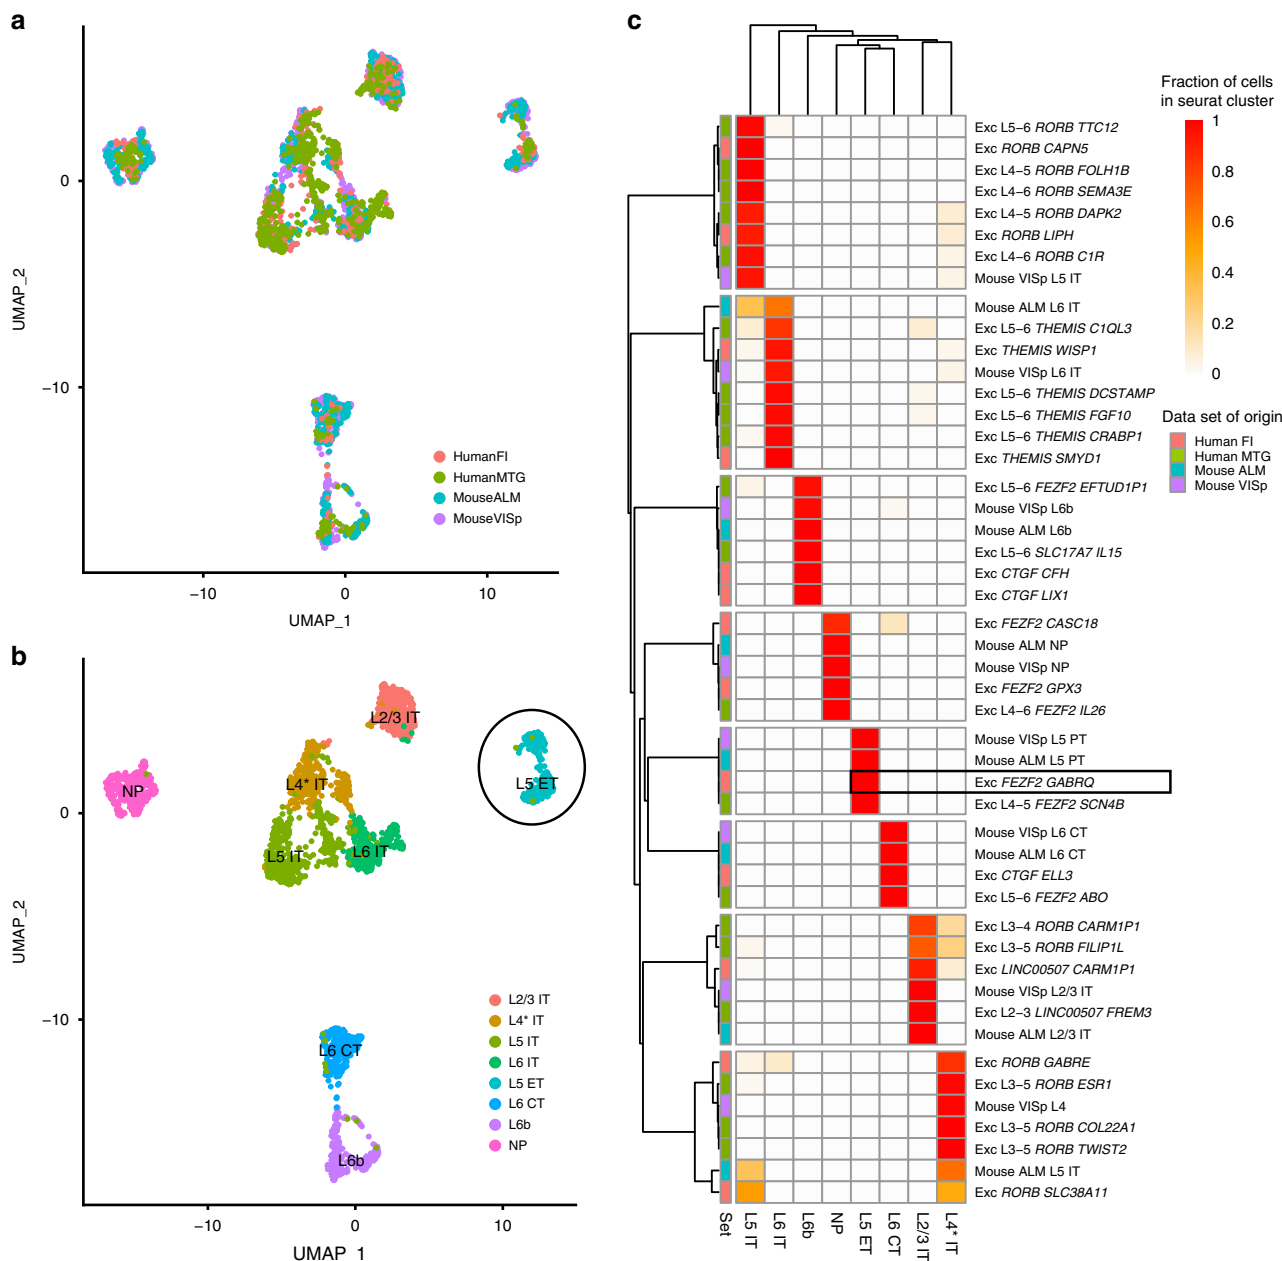 a
0
−10
UMAP_2
−10
0
10
UMAP_1
HumanFI
HumanMTG
MouseALM
MouseVISp
b
0
−10
UMAP_2
−10
0
10
UMAP_1
L2/3 IT
L4* IT
NP
L5 ET
L5 IT
L6 IT
L6 CT
L6b
L2/3 IT
L4* IT
L5 IT
L6 IT
L5 ET
L6 CT
L6b
NP
c
Exc L5−6 RORB TTC12
Exc RORB CAPN5
Exc L4−5 RORB FOLH1B
Exc L4−6 RORB SEMA3E
Exc L4−5 RORB DAPK2
Exc RORB LIPH
Exc L4−6 RORB C1R
Mouse VISp L5 IT
Mouse ALM L6 IT
Exc L5−6 THEMIS C1QL3
Exc THEMIS WISP1
Mouse VISp L6 IT
Exc L5−6 THEMIS DCSTAMP
Exc L5−6 THEMIS FGF10
Exc L5−6 THEMIS CRABP1
Exc THEMIS SMYD1
Exc L5−6 FEZF2 EFTUD1P1
Mouse VISp L6b
Mouse ALM L6b
Exc L5−6 SLC17A7 IL15
Exc CTGF CFH
Exc CTGF LIX1
Exc FEZF2 CASC18
Mouse ALM NP
Mouse VISp NP
Exc FEZF2 GPX3
Exc L4−6 FEZF2 IL26
Mouse VISp L5 PT
Mouse ALM L5 PT
Exc FEZF2 GABRQ
Exc L4−5 FEZF2 SCN4B
Mouse VISp L6 CT
Mouse ALM L6 CT
Exc CTGF ELL3
Exc L5−6 FEZF2 ABO
Exc L3−4 RORB CARM1P1
Exc L3−5 RORB FILIP1L
Exc LINC00507 CARM1P1
Mouse VISp L2/3 IT
Exc L2−3 LINC00507 FREM3
Mouse ALM L2/3 IT
Exc RORB GABRE
Exc L3−5 RORB ESR1
Mouse VISp L4
Exc L3−5 RORB COL22A1
Exc L3−5 RORB TWIST2
Mouse ALM L5 IT
Exc RORB SLC38A11
Set
L5 IT
L6 IT
L6b
NP
L5 ET
L6 CT
L2/3 IT
L4* IT
Fraction of cells
in seurat cluster
1
0.8
0.6
0.4
0.2
0
Data set of origin
Human FI
Human MTG
Mouse ALM
Mouse VISp